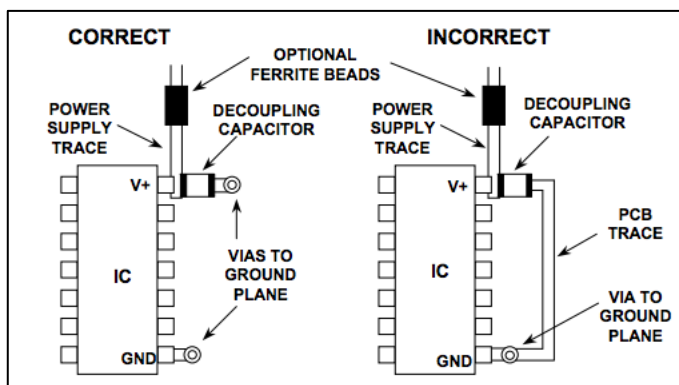 CORRECT
INCORRECT
OPTIONAL
FERRITE BEADS
POWER
SUPPLY
TRACE
DECOUPLING
CAPACITOR
V+
IC
VIAS TO
GROUND
PLANE
GND
POWER
SUPPLY
TRACE
DECOUPLING
CAPACITOR
V+
IC
PCB
TRACE
VIA TO
GROUND
PLANE
GND